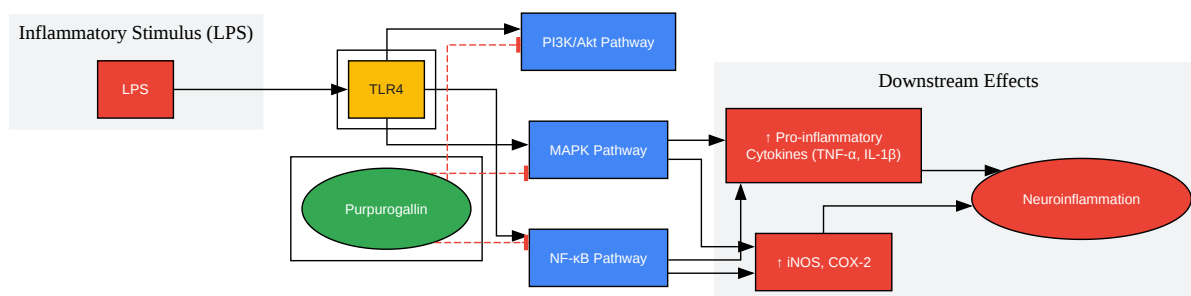 Inflammatory Stimulus (LPS)
LPS
TLR4
Purpurogallin
PI3K/Akt Pathway
MAPK Pathway
NF-κB Pathway
Downstream Effects
↑ Pro-inflammatory
Cytokines (TNF-α, IL-1β)
↑ iNOS, COX-2
Neuroinflammation